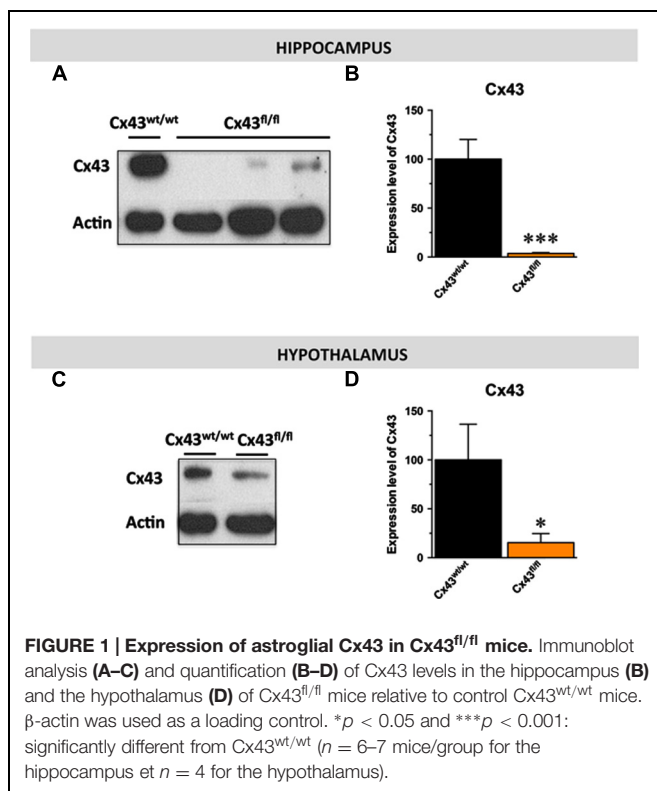 HIPPOCAMPUS
A
B
Cx43wt/wt
Cx43fl/fl
Cx43
Actin
Cx43
Expression level of Cx43
150
100
50
0
***
Cx43wt/wt
Cx43fl/fl
HYPOTHALAMUS
C
D
Cx43wt/wt Cx43fl/fl
Cx43
Actin
Cx43
Expression level of Cx43
150
100
50
0
*
Cx43wt/wt
Cx43fl/fl
FIGURE 1 | Expression of astroglial Cx43 in Cx43fl/fl mice. Immunoblot
analysis (A–C) and quantification (B–D) of Cx43 levels in the hippocampus (B)
and the hypothalamus (D) of Cx43fl/fl mice relative to control Cx43wt/wt mice.
β-actin was used as a loading control. *p < 0.05 and ***p < 0.001:
significantly different from Cx43wt/wt (n = 6–7 mice/group for the
hippocampus et n = 4 for the hypothalamus).